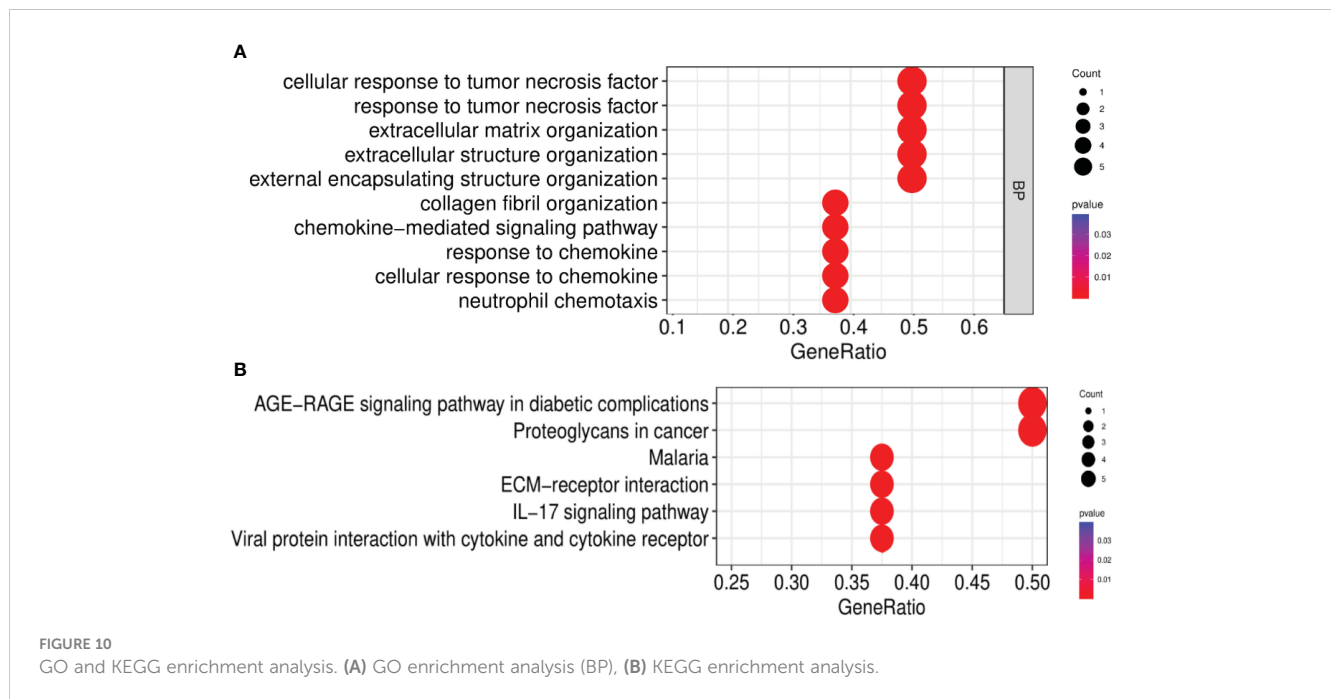 A
cellular response to tumor necrosis factor
response to tumor necrosis factor
extracellular matrix organization
extracellular structure organization
external encapsulating structure organization
collagen fibril organization
chemokine−mediated signaling pathway
response to chemokine
cellular response to chemokine
neutrophil chemotaxis
0.1 0.2 0.3 0.4 0.5 0.6
GeneRatio
BP
Count
1
2
3
4
5
pvalue
0.03
0.02
0.01
B
AGE−RAGE signaling pathway in diabetic complications
Proteoglycans in cancer
Malaria
ECM−receptor interaction
IL−17 signaling pathway
Viral protein interaction with cytokine and cytokine receptor
0.25 0.30 0.35 0.40 0.45 0.50
GeneRatio
Count
1
2
3
4
5
pvalue
0.03
0.02
0.01
FIGURE 10
GO and KEGG enrichment analysis. (A) GO enrichment analysis (BP), (B) KEGG enrichment analysis.